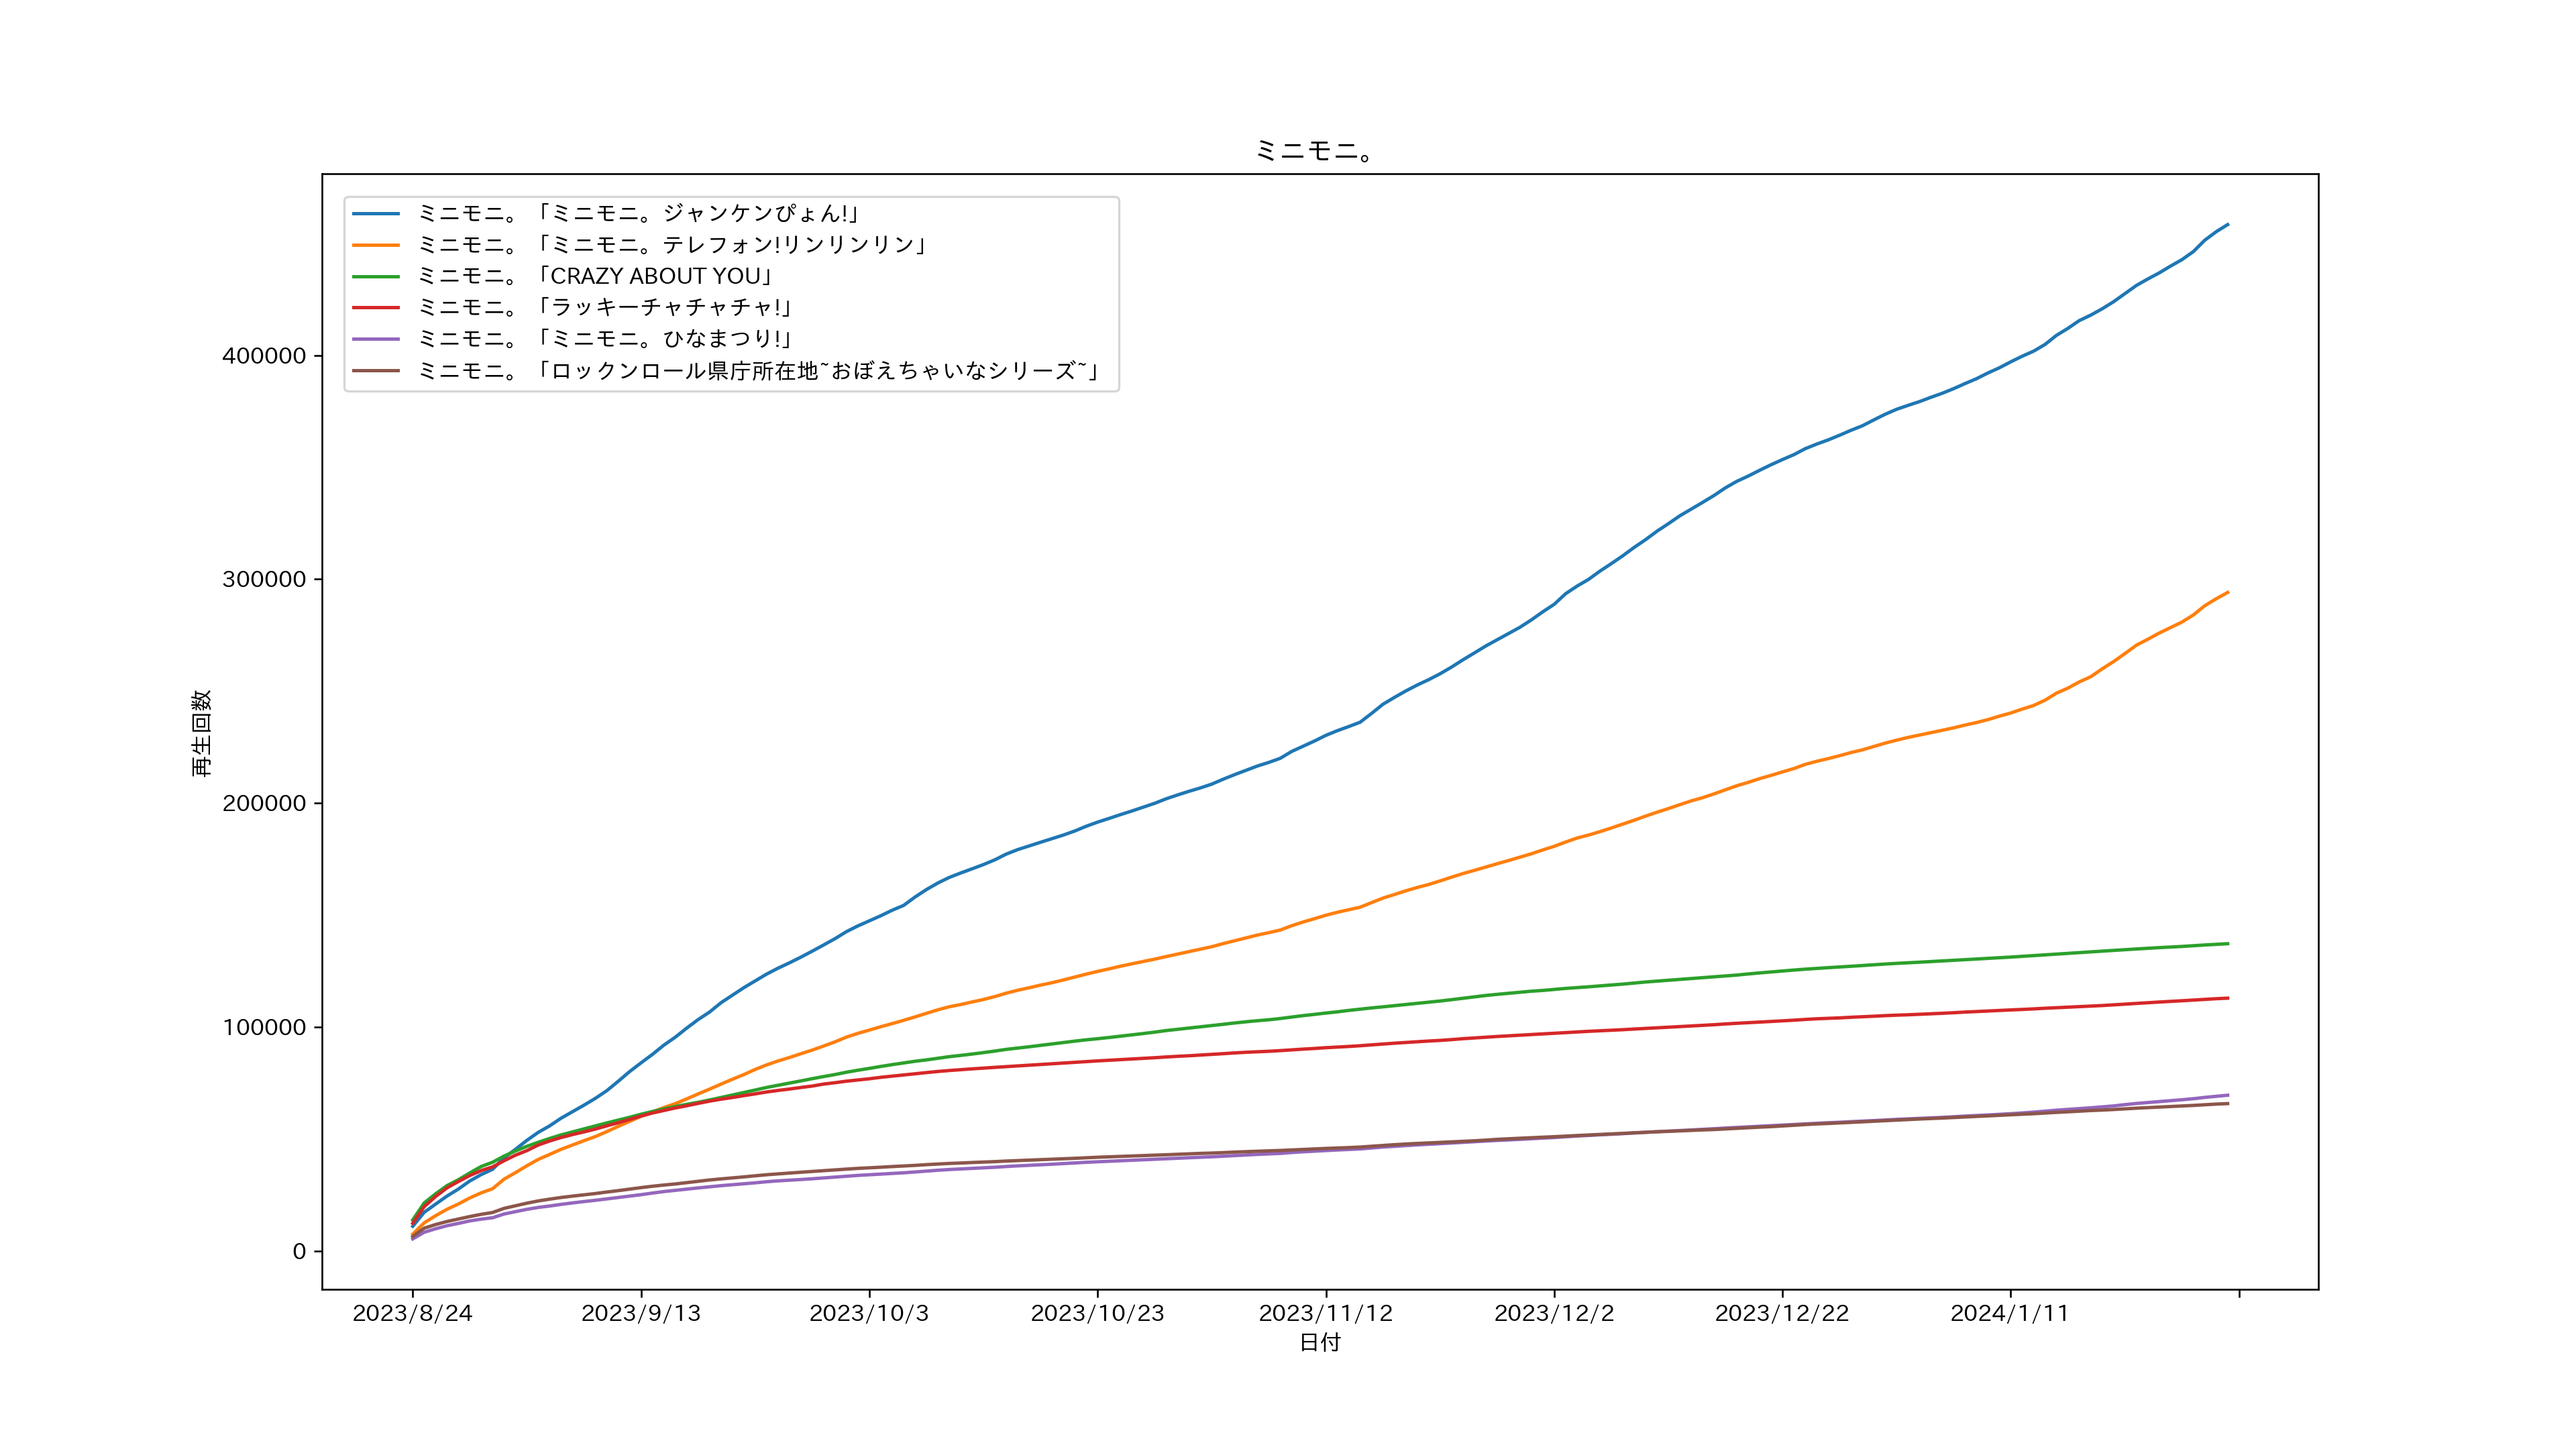 ミニモニ。
ミニモニ。「ミニモニ。ジャンケンぴょん!」
ミニモニ。「ミニモニ。テレフォン!リンリンリン」
ミニモニ。「CRAZY ABOUT YOU」
ミニモニ。「ラッキーチャチャチャ!」
ミニモニ。「ミニモニ。ひなまつり!」
ミニモニ。「ロックンロール県庁所在地~おぼえちゃいなシリーズ~」
400000
300000
200000
100000
0
再生回数
2023/8/24
2023/9/13
2023/10/3
2023/10/23
2023/11/12
2023/12/2
2023/12/22
2024/1/11
日付